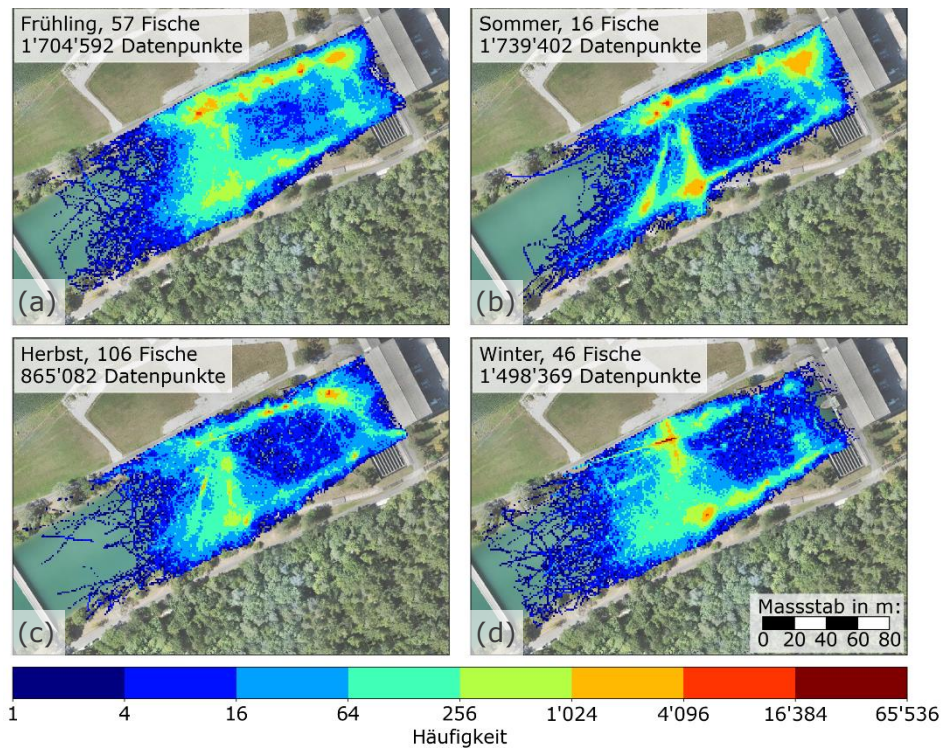 Frühling, 57 Fische
1'704'592 Datenpunkte
(a)
Sommer, 16 Fische
1'739'402 Datenpunkte
(b)
Herbst, 106 Fische
865'082 Datenpunkte
(c)
Winter, 46 Fische
1'498'369 Datenpunkte
(d)
Massstab in m:
0 20 40 60 80
1 4 16 64 256 1'024 4'096 16'384 65'536
Häufigkeit